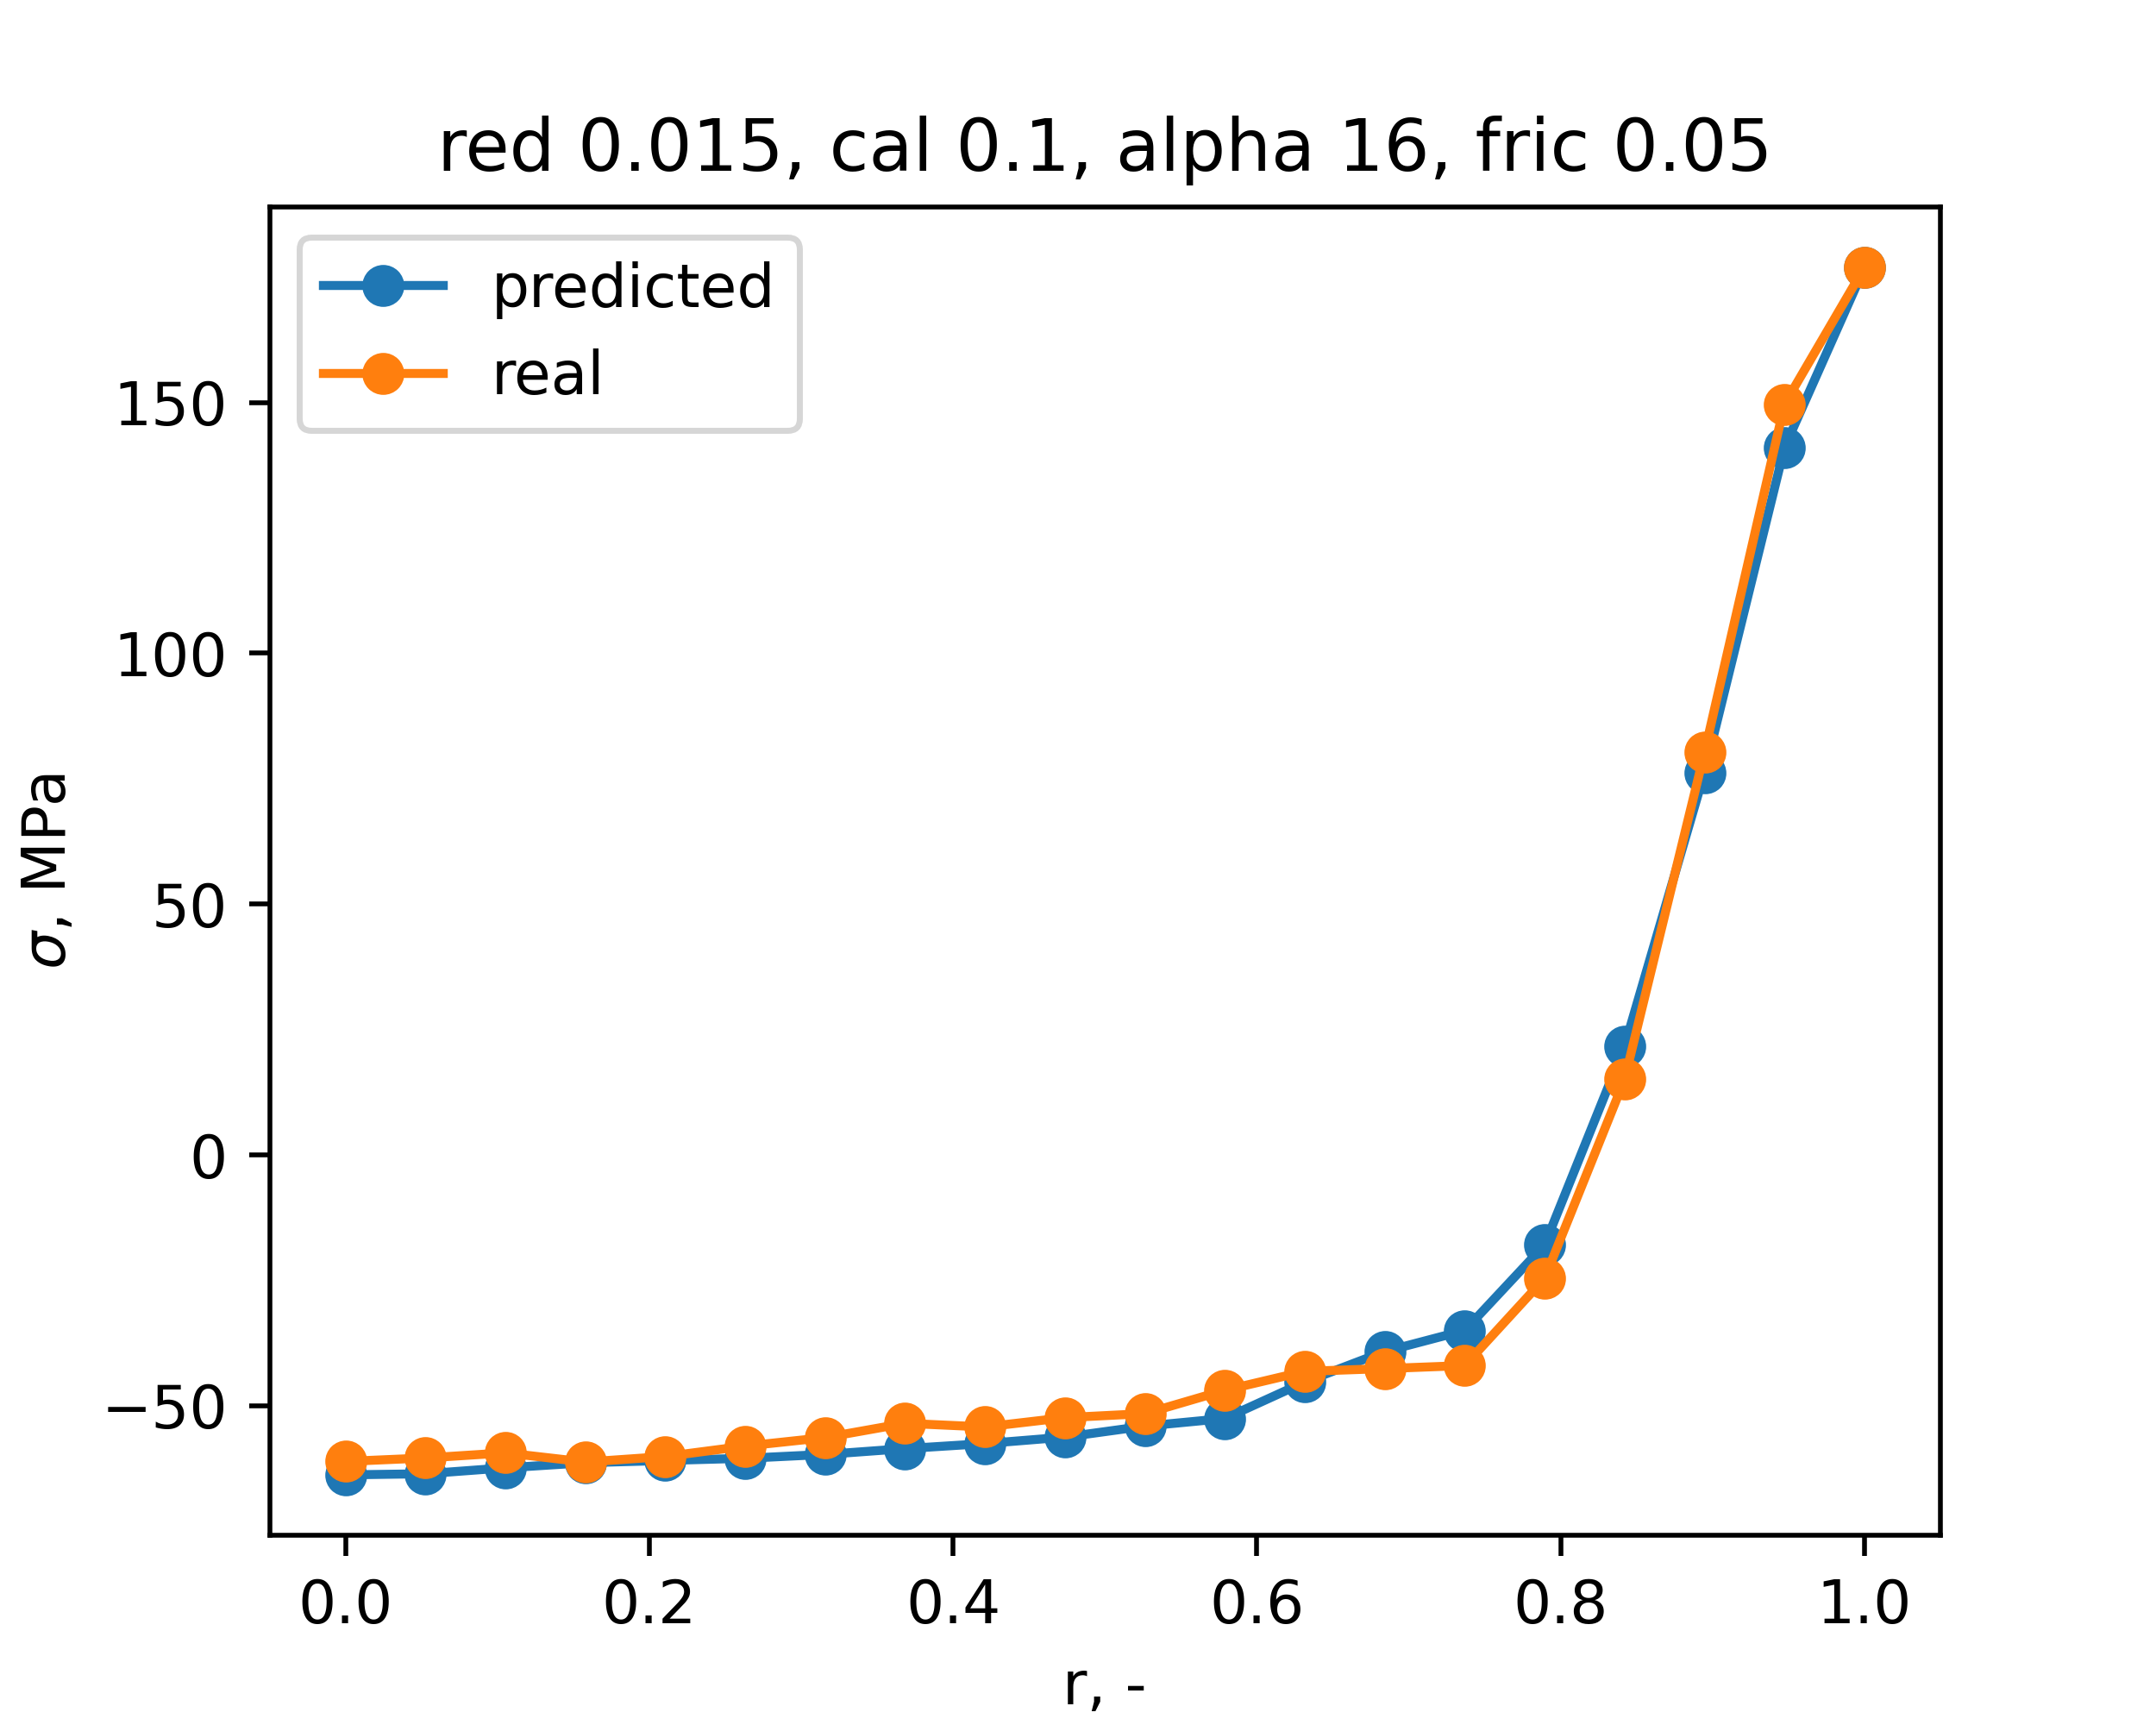 red 0.015, cal 0.1, alpha 16, fric 0.05
predicted
real
150
100
50
0
−50
σ, MPa
0.0 0.2 0.4 0.6 0.8 1.0
r, -